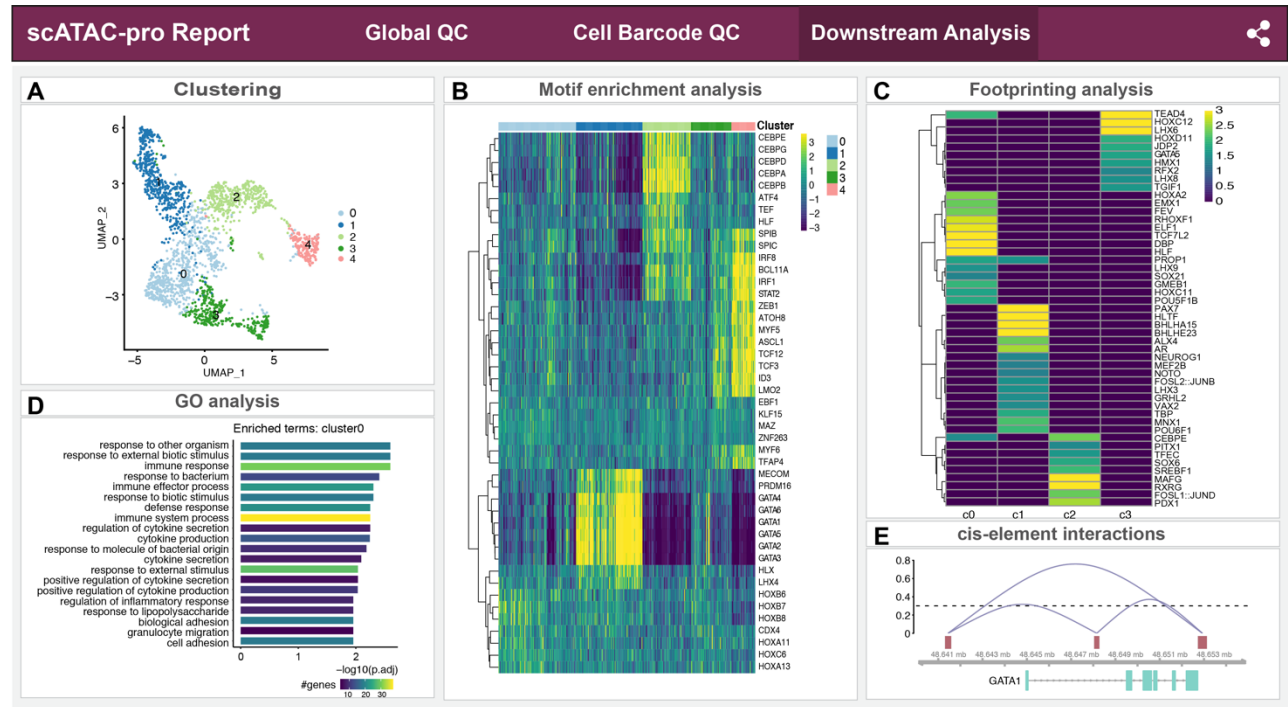 scATAC-pro Report
Global QC
Cell Barcode QC
Downstream Analysis
A
Clustering
6
3
0
−3
UMAP_2
−5
0
5
UMAP_1
1
2
4
0
3
0
1
2
3
4
B
Motif enrichment analysis
Cluster
3
2
1
0
−1
−2
−3
0
1
2
3
4
CEBPE
CEBPG
CEBPD
CEBPA
CEBPB
ATF4
TEF
HLF
SPIB
SPIC
IRF8
BCL11A
IRF1
STAT2
ZEB1
ATOH8
MYF5
ASCL1
TCF12
TCF3
ID3
LMO2
EBF1
KLF15
MAZ
ZNF263
MYF6
TFAP4
MECOM
PRDM16
GATA4
GATA6
GATA1
GATA5
GATA2
GATA3
HLX
LHX4
HOXB6
HOXB7
HOXB8
CDX4
HOXA11
HOXC6
HOXA13
C
Footprinting analysis
3
2.5
2
1.5
1
0.5
0
TEAD4
HOXC12
LHX6
HOXD11
JDP2
GATA5
HMX1
RFX2
LHX8
TGIF1
HOXA2
EMX1
FEV
RHOXF1
ELF1
TCF7L2
DBP
HLF
PROP1
LHX9
SOX21
GMEB1
HOXC11
POU5F1B
PAX7
HLTF
BHLHA15
BHLHE23
ALX4
AR
NEUROG1
MEF2B
NOTO
FOSL2::JUNB
LHX3
GRHL2
VAX2
TBP
MNX1
POU6F1
CEBPE
PITX1
TFEC
SOX6
SREBF1
MAFG
RXRG
FOSL1::JUND
PDX1
c0
c1
c2
c3
D
GO analysis
Enriched terms: cluster0
response to other organism
response to external biotic stimulus
immune response
response to bacterium
immune effector process
response to biotic stimulus
defense response
immune system process
regulation of cytokine secretion
cytokine production
response to molecule of bacterial origin
cytokine secretion
response to external stimulus
positive regulation of cytokine secretion
positive regulation of cytokine production
regulation of inflammatory response
response to lipopolysaccharide
biological adhesion
granulocyte migration
cell adhesion
0
1
2
−log10(p.adj)
#genes
10 20 30
E
cis-element interactions
0.8
0.6
0.4
0.2
0
48.641 mb
48.643 mb
48.645 mb
48.647 mb
48.649 mb
48.651 mb
48.653 mb
GATA1